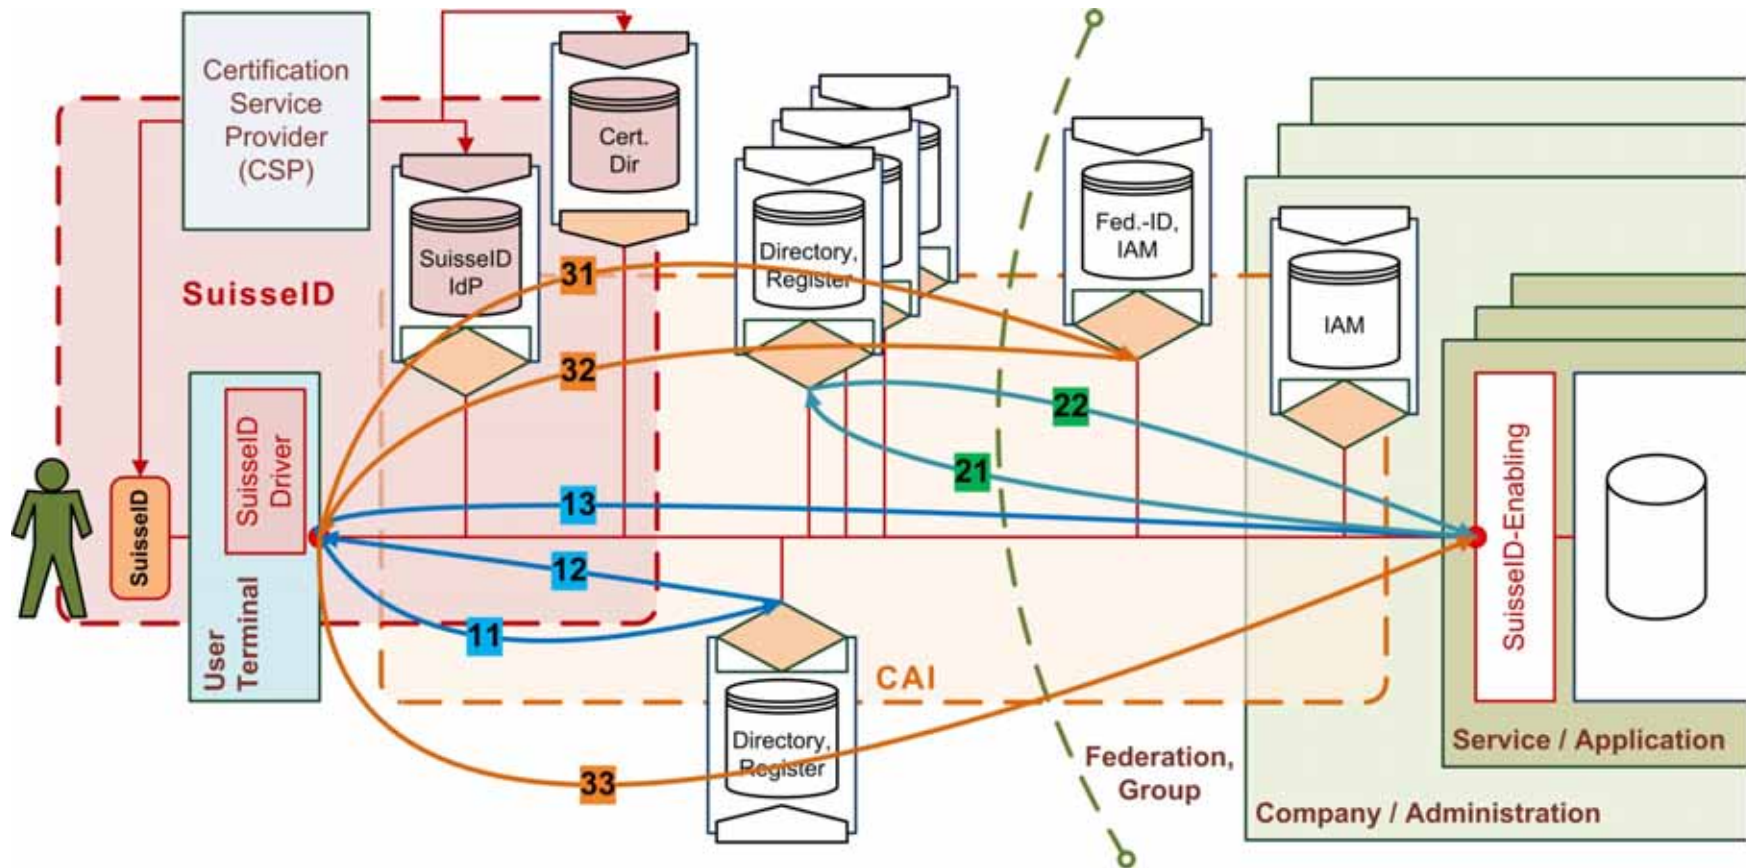 Certification
Service
Provider
(CSP)
Cert.
Dir
SuisseID
IdP
SuisseID
Directory,
Register
Fed.-ID,
IAM
IAM
31
32
22
21
13
12
11
33
SuisseID
Driver
SuisseID
User
Terminal
CAI
Directory,
Register
Federation,
Group
SuisseID-Enabling
Service / Application
Company / Administration